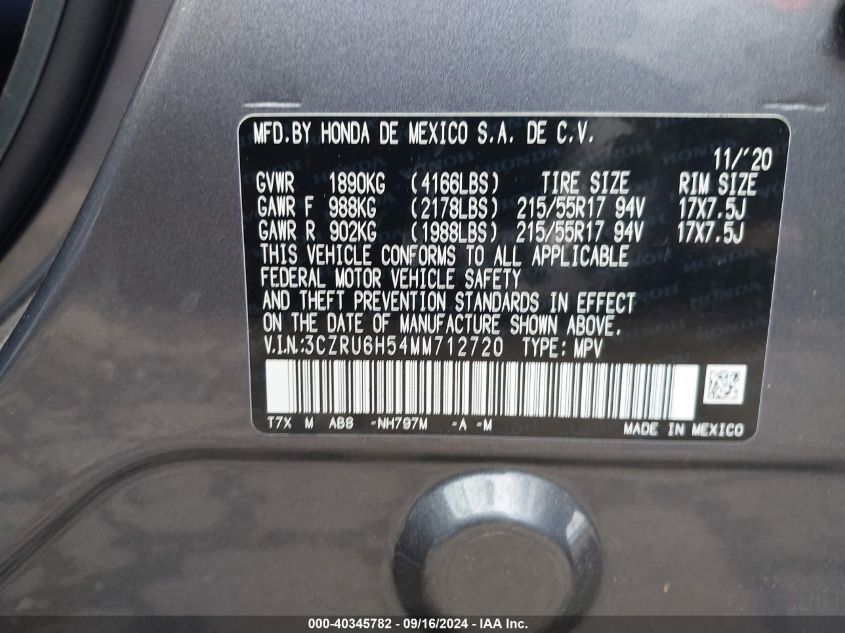 MFD.BY HONDA DE MEXICO S.A. DE C.V.
11/'20
GVWR 1890KG (4166LBS) TIRE SIZE RIM SIZE
GAWR F 988KG (2178LBS) 215/55R17 94V 17X7.5J
GAWR R 902KG (1988LBS) 215/55R17 94V 17X7.5J
THIS VEHICLE CONFORMS TO ALL APPLICABLE
FEDERAL MOTOR VEHICLE SAFETY
AND THEFT PREVENTION STANDARDS IN EFFECT
ON THE DATE OF MANUFACTURE SHOWN ABOVE.
V.I.N.:3CZRU6H54MM712720 TYPE: MPV
T7X M AB8 -NH797M -A -M
MADE IN MEXICO
000-40345782 - 09/16/2024 - IAA Inc.